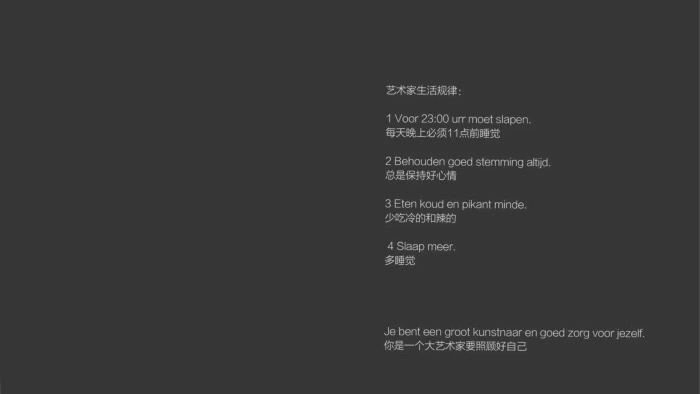 艺术家生活规律：
1 Voor 23:00 urr moet slapen.
每天晚上必须11点前睡觉
2 Behouden goed stemming altijd.
总是保持好心情
3 Eten koud en pikant minde.
少吃冷的和辣的
4 Slaap meer.
多睡觉
Je bent een groot kunstnaar en goed zorg voor jezelf.
你是一个大艺术家要照顾好自己